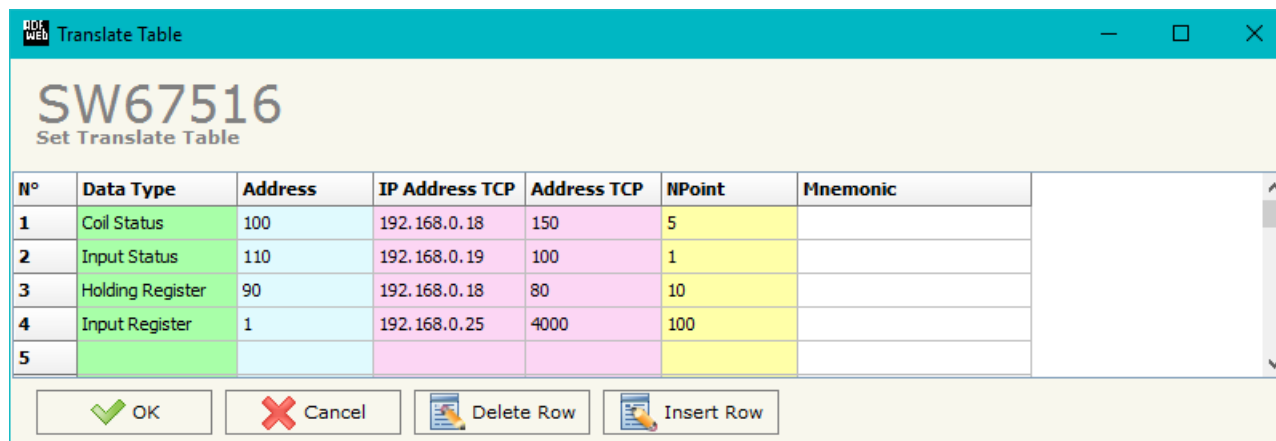 ADF WEB Translate Table
SW67516
Set Translate Table
N° Data Type Address IP Address TCP Address TCP NPoint Mnemonic
1 Coil Status 100 192.168.0.18 150 5
2 Input Status 110 192.168.0.19 100 1
3 Holding Register 90 192.168.0.18 80 10
4 Input Register 1 192.168.0.25 4000 100
5
OK Cancel Delete Row Insert Row